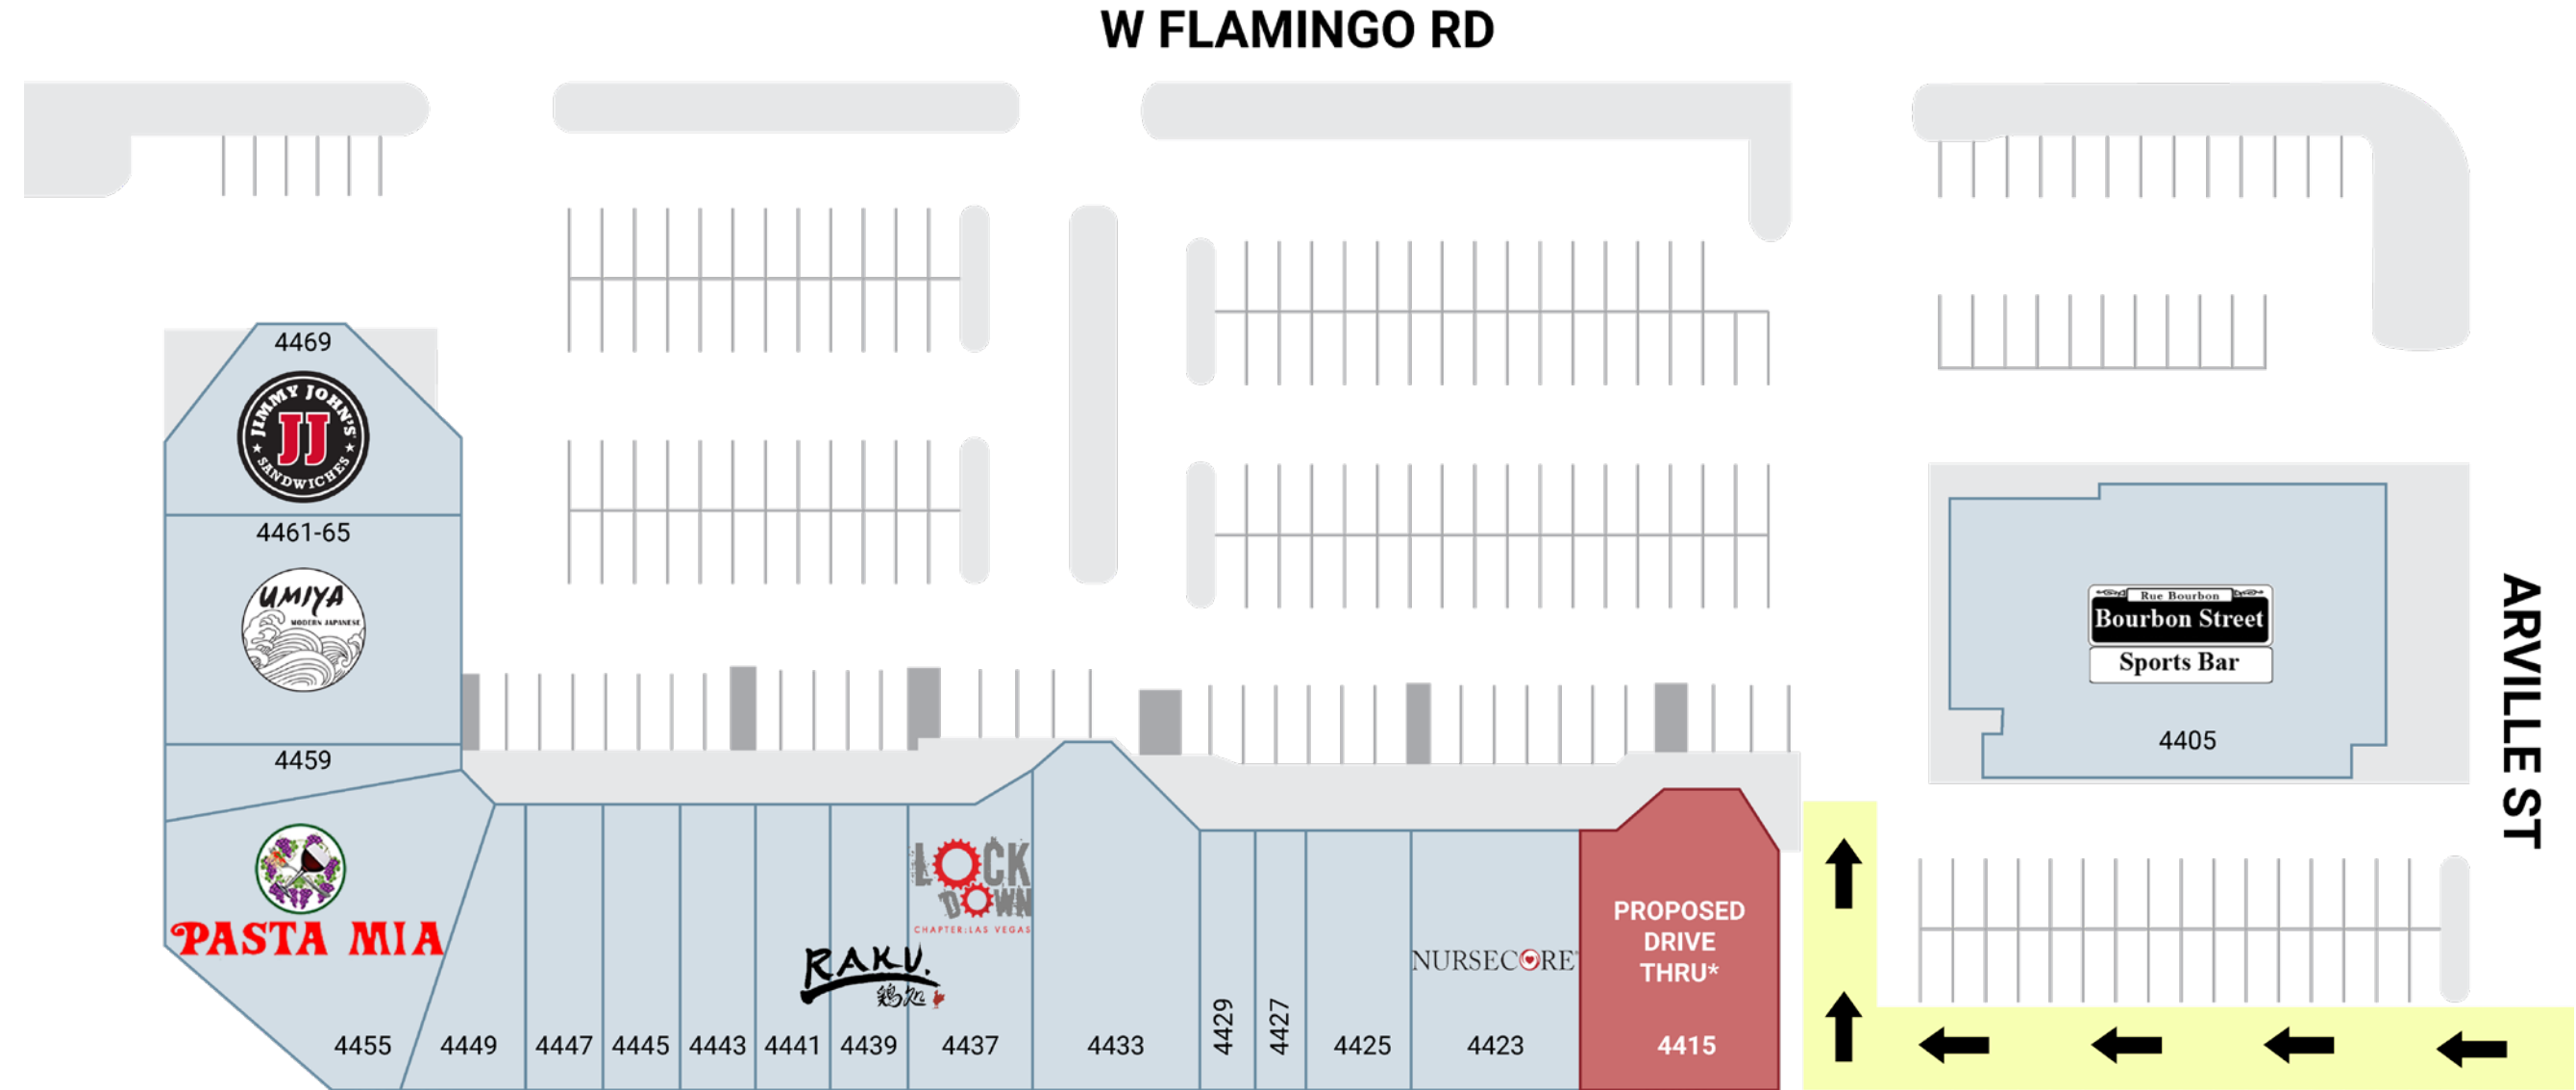 W FLAMINGO RD
4469
JIMMY JOHN'S
JJ
SANDWICHES
4461-65
UMIYA
MODERN JAPANESE
4459
PASTA MIA
4455
4449
4447
4445
4443
4441
4439
RAKU.
鶏処
LOCK
DOWN
CHAPTER:LAS VEGAS
4437
4433
4429
4427
4425
NURSECORE
4423
PROPOSED
DRIVE
THRU*
4415
Rue Bourbon
Bourbon Street
Sports Bar
4405
ARVILLE ST